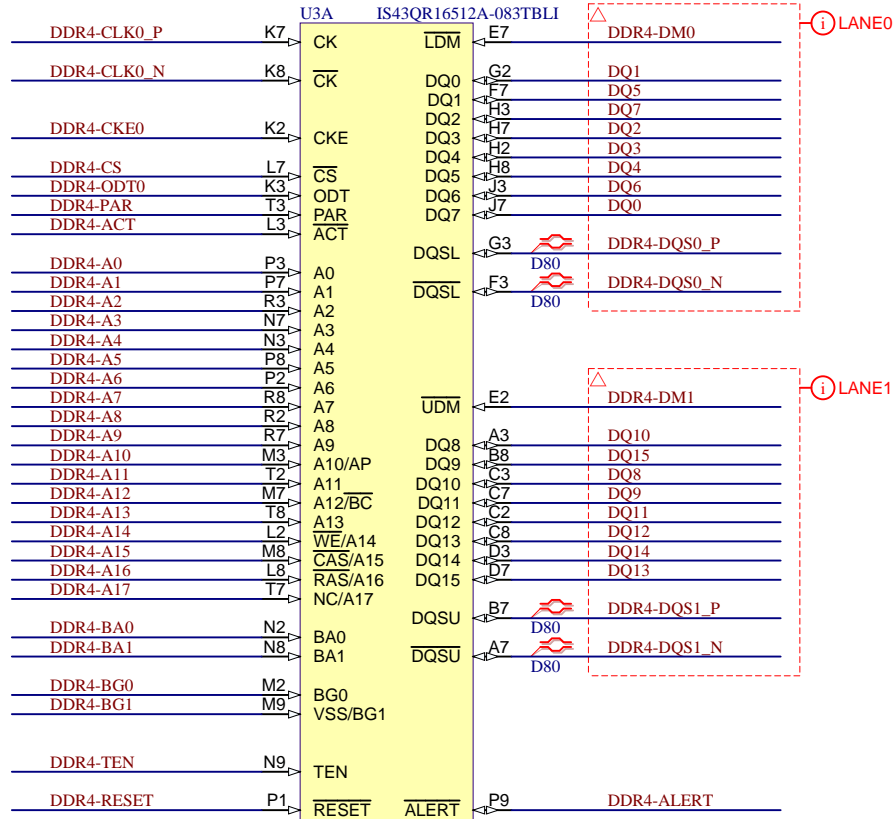 U3A IS43QR16512A-083TBLI
DDR4-CLK0_P K7 CK LDM E7 DDR4-DM0 i LANE0
DDR4-CLK0_N K8 CK DQ0 G2 DQ1
DQ1 F7 DQ5
DQ2 H3 DQ7
DDR4-CKE0 K2 CKE DQ3 H7 DQ2
DQ4 H2 DQ3
DDR4-CS L7 CS DQ5 H8 DQ4
DDR4-ODT0 K3 ODT DQ6 J3 DQ6
DDR4-PAR T3 PAR DQ7 J7 DQ0
DDR4-ACT L3 ACT
DQSL G3 D80 DDR4-DQS0_P
DDR4-A0 P3 A0
DDR4-A1 P7 A1 DQSL F3 D80 DDR4-DQS0_N
DDR4-A2 R3 A2
DDR4-A3 N7 A3
DDR4-A4 N3 A4
DDR4-A5 P8 A5
DDR4-A6 P2 A6
DDR4-A7 R8 A7 UDM E2 DDR4-DM1 i LANE1
DDR4-A8 R2 A8
DDR4-A9 R7 A9 DQ8 A3 DQ10
DDR4-A10 M3 A10/AP DQ9 B8 DQ15
DDR4-A11 T2 A11 DQ10 C3 DQ8
DDR4-A12 M7 A12/BC DQ11 C7 DQ9
DDR4-A13 T8 A13 DQ12 C2 DQ11
DDR4-A14 L2 WE/A14 DQ13 C8 DQ12
DDR4-A15 M8 CAS/A15 DQ14 D3 DQ14
DDR4-A16 L8 RAS/A16 DQ15 D7 DQ13
DDR4-A17 T7 NC/A17
DQSU B7 D80 DDR4-DQS1_P
DDR4-BA0 N2 BA0
DDR4-BA1 N8 BA1 DQSU A7 D80 DDR4-DQS1_N
DDR4-BG0 M2 BG0
DDR4-BG1 M9 VSS/BG1
DDR4-TEN N9 TEN
DDR4-RESET P1 RESET ALERT P9 DDR4-ALERT